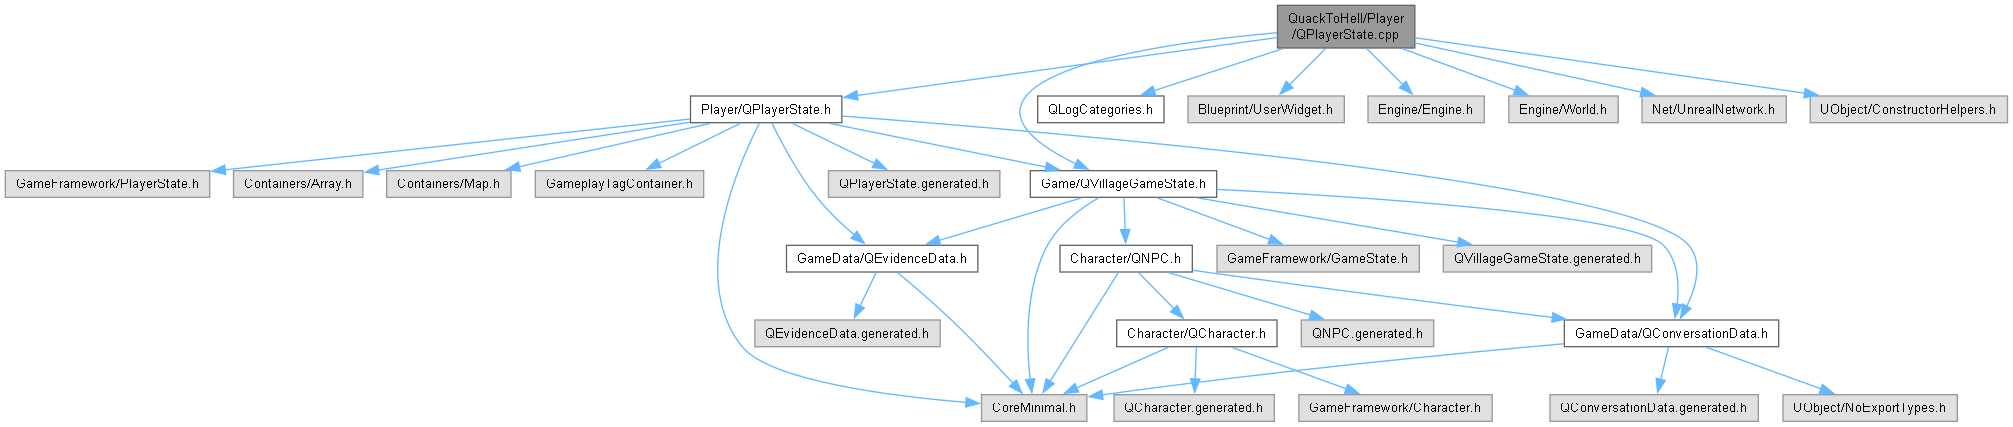 QuackToHell/Player
/QPlayerState.cpp
Player/QPlayerState.h
QLogCategories.h
Blueprint/UserWidget.h
Engine/Engine.h
Engine/World.h
Net/UnrealNetwork.h
UObject/ConstructorHelpers.h
GameFramework/PlayerState.h
Containers/Array.h
Containers/Map.h
GameplayTagContainer.h
QPlayerState.generated.h
Game/QVillageGameState.h
GameData/QEvidenceData.h
Character/QNPC.h
GameFramework/GameState.h
QVillageGameState.generated.h
QEvidenceData.generated.h
Character/QCharacter.h
QNPC.generated.h
GameData/QConversationData.h
CoreMinimal.h
QCharacter.generated.h
GameFramework/Character.h
QConversationData.generated.h
UObject/NoExportTypes.h